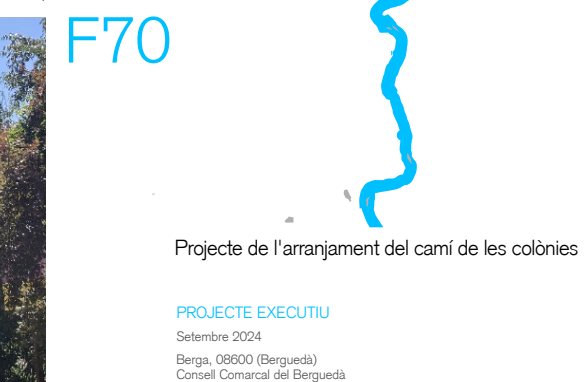 F70
Projecte de l'arranjament del camí de les colònies
PROJECTE EXECUTIU
Setembre 2024
Berga, 08600 (Berguedà)
Consell Comarcal del Berguedà